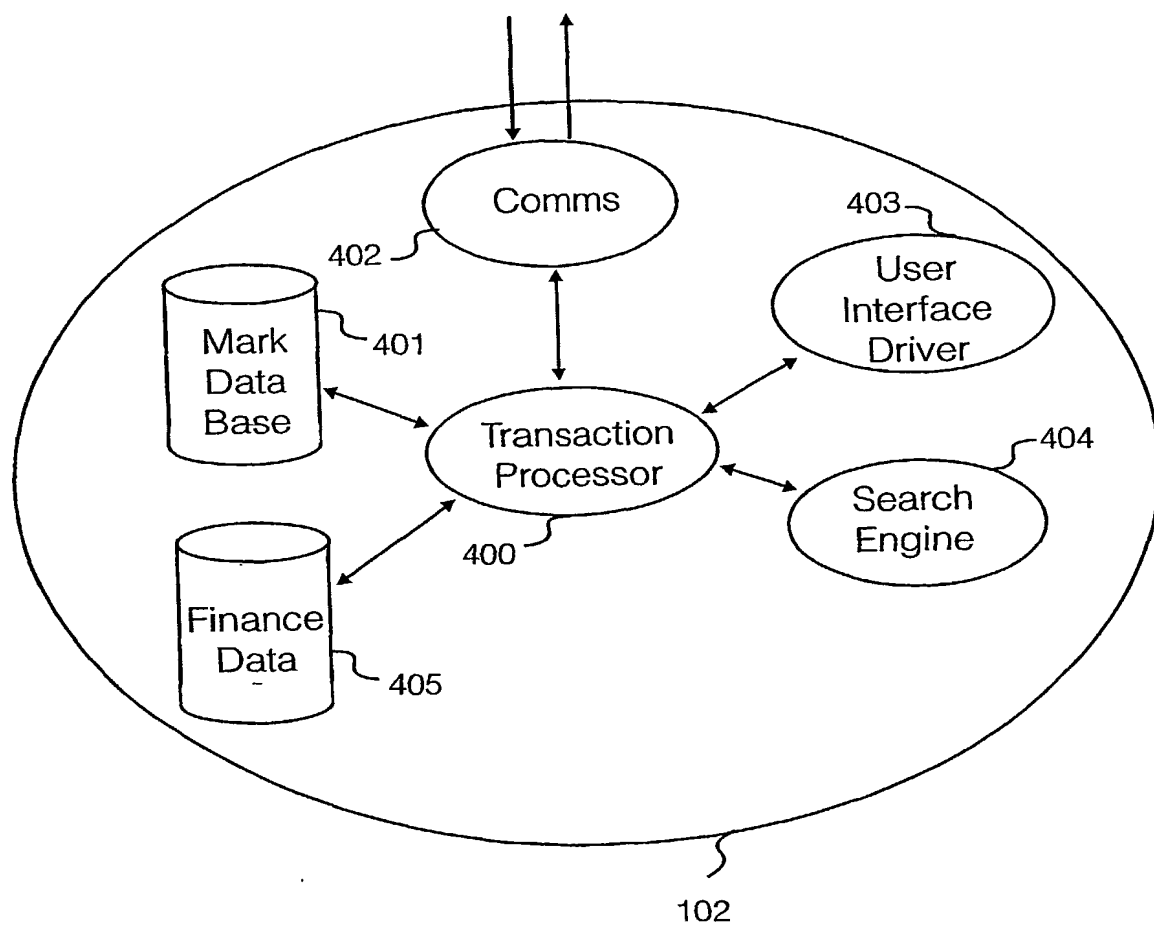 Comms
402
403
User
Interface
Driver
Mark
Data
Base
401
Transaction
Processor
400
404
Search
Engine
Finance
Data
405
102